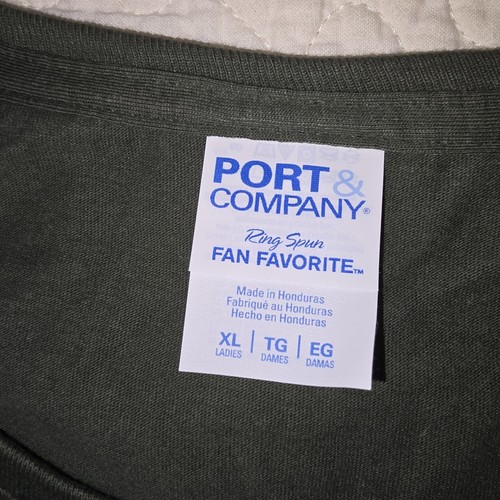 PORT &
COMPANY®
Ring Spun
FAN FAVORITE™
Made in Honduras
Fabriqué au Honduras
Hecho en Honduras
XL | TG | EG
LADIES DAMES DAMAS